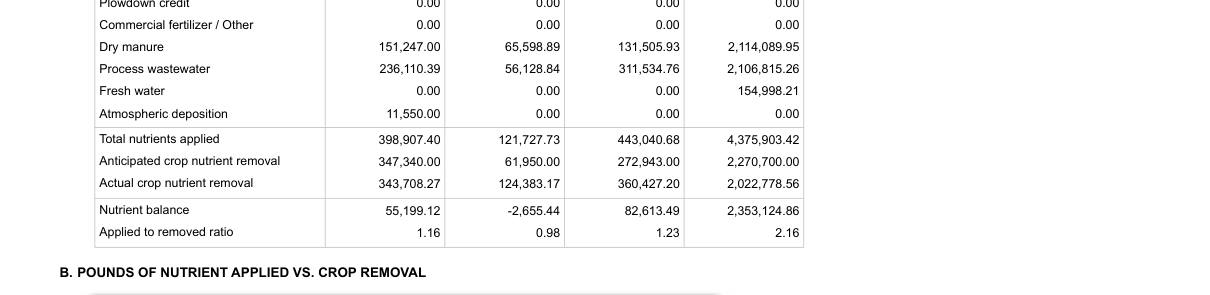 Plowdown credit 0.00 0.00 0.00 0.00
Commercial fertilizer / Other 0.00 0.00 0.00 0.00
Dry manure 151,247.00 65,598.89 131,505.93 2,114,089.95
Process wastewater 236,110.39 56,128.84 311,534.76 2,106,815.26
Fresh water 0.00 0.00 0.00 154,998.21
Atmospheric deposition 11,550.00 0.00 0.00 0.00
Total nutrients applied 398,907.40 121,727.73 443,040.68 4,375,903.42
Anticipated crop nutrient removal 347,340.00 61,950.00 272,943.00 2,270,700.00
Actual crop nutrient removal 343,708.27 124,383.17 360,427.20 2,022,778.56
Nutrient balance 55,199.12 -2,655.44 82,613.49 2,353,124.86
Applied to removed ratio 1.16 0.98 1.23 2.16
B. POUNDS OF NUTRIENT APPLIED VS. CROP REMOVAL